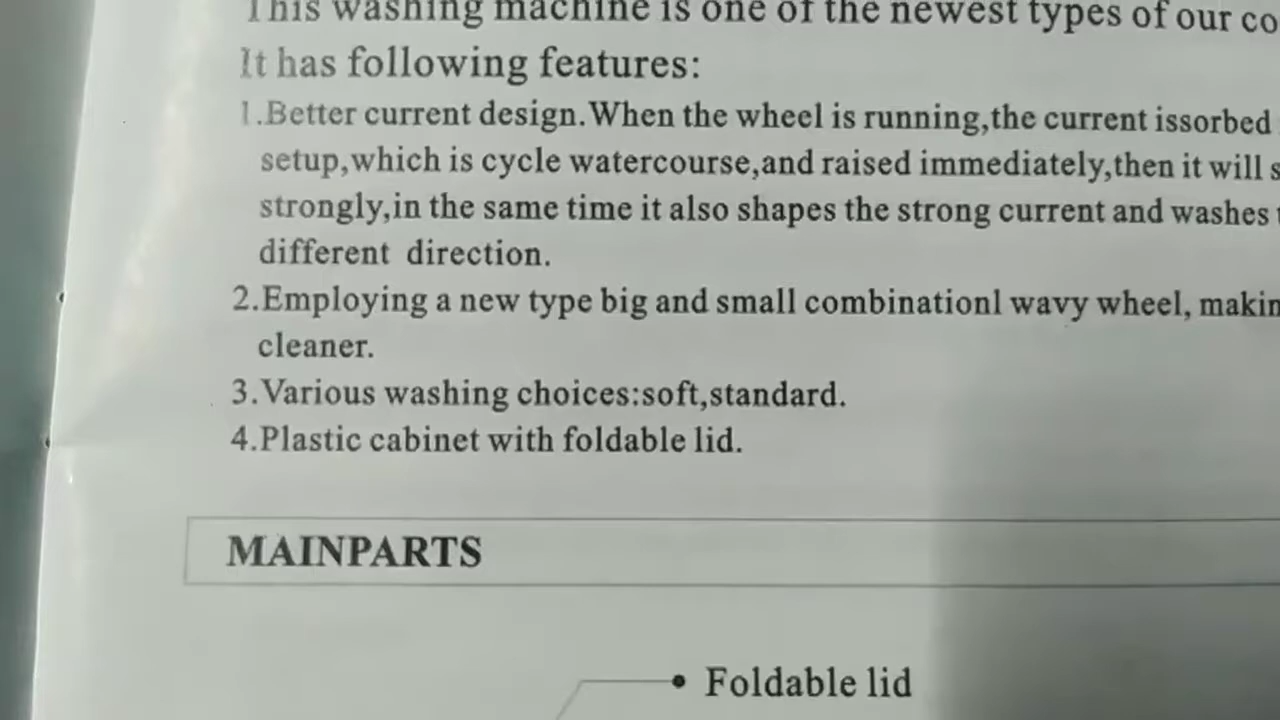 This washing machine is one of the newest types of our
It has following features:
1.Better current design.When the wheel is running,the current issorbed
setup,which is cycle watercourse,and raised immediately,then it will
strongly,in the same time it also shapes the strong current and washes
different direction.
2.Employing a new type big and small combinationl wavy wheel,
cleaner.
3.Various washing choices:soft,standard.
4.Plastic cabinet with foldable lid.
MAINPARTS
Foldable lid